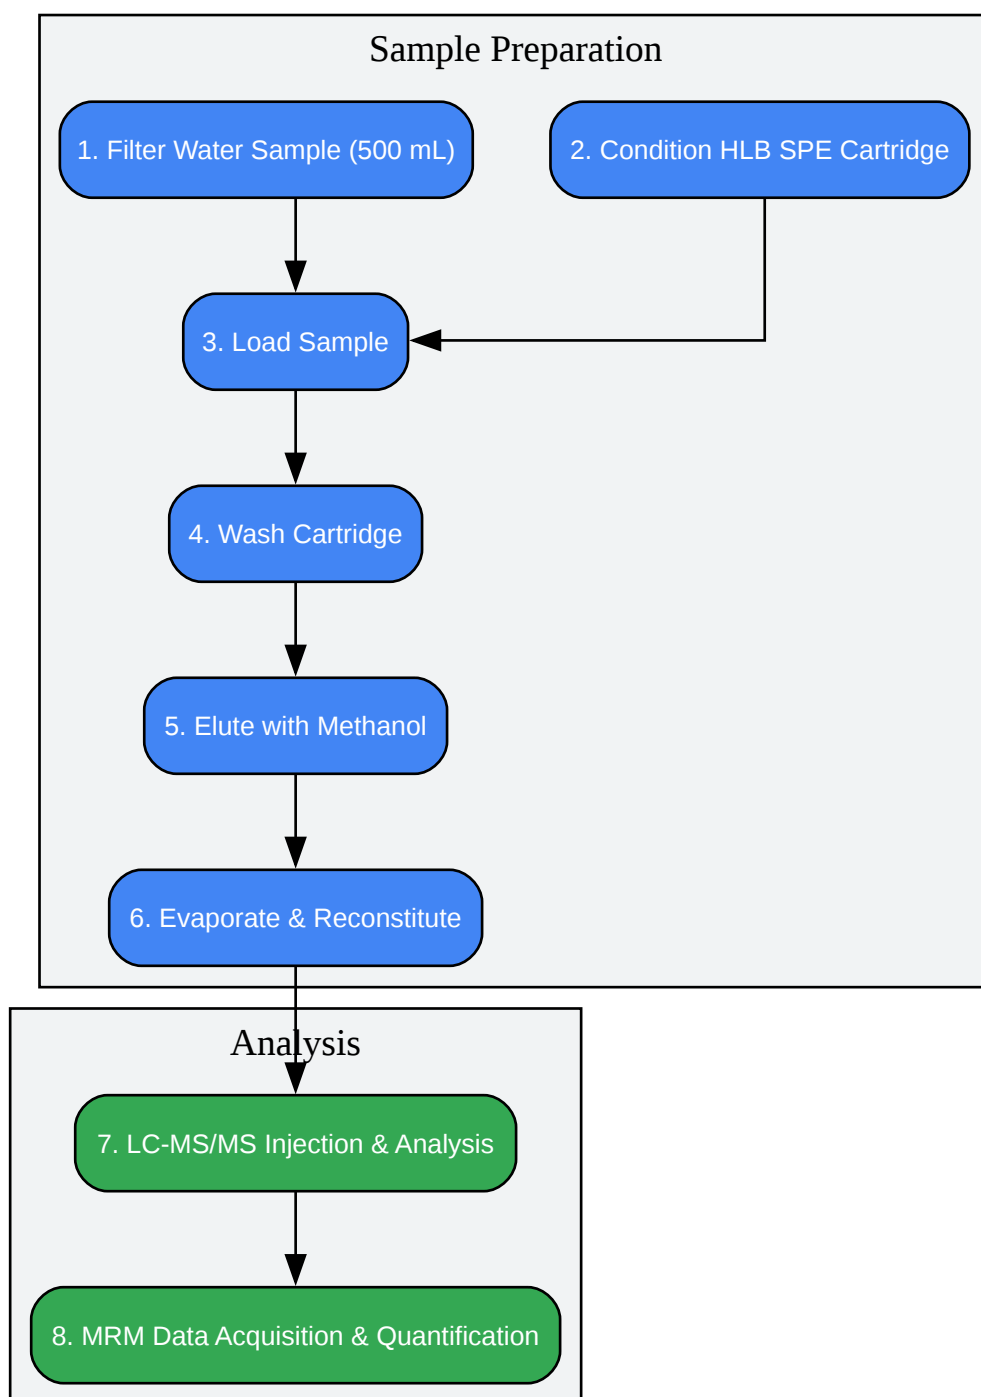 Sample Preparation
1. Filter Water Sample (500 mL)
2. Condition HLB SPE Cartridge
3. Load Sample
4. Wash Cartridge
5. Elute with Methanol
6. Evaporate & Reconstitute
Analysis
7. LC-MS/MS Injection & Analysis
8. MRM Data Acquisition & Quantification